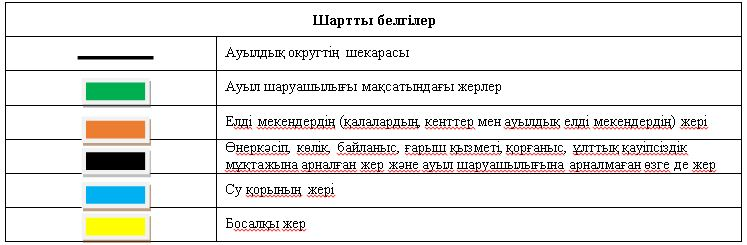 Шартты белгілер
Ауылдық округтің шекарасы
Ауыл шаруашылығы мақсатындағы жерлер
Елді мекендердің (қалалардың, кенттер мен ауылдық елді мекендердің) жері
Өнеркәсіп, көлік, байланыс, ғарыш қызметі, қорғаныс, ұлттық қауіпсіздік
мұқтажына арналған жер және ауыл шаруашылығына арналмаған өзге де жер
Су қорының жері
Босалқы жер